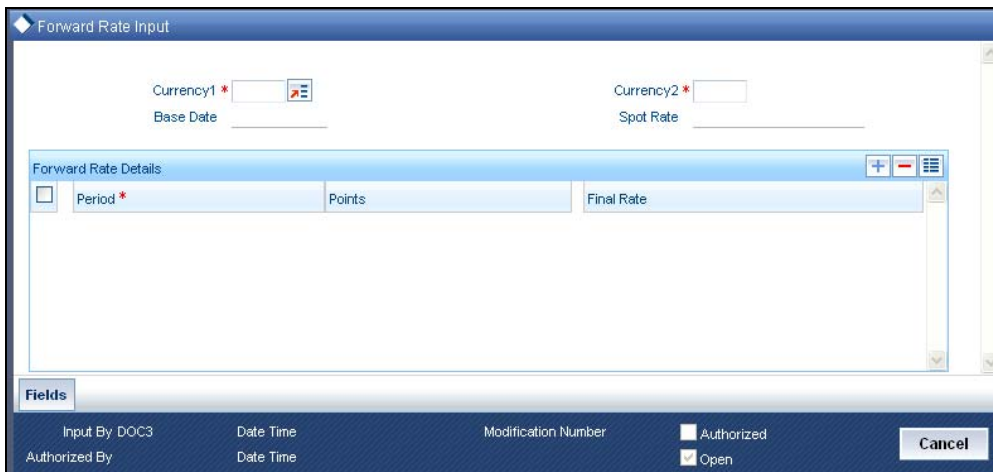 Forward Rate Input
Currency1 * Currency2 *
Base Date Spot Rate
Forward Rate Details
Period * Points Final Rate
Fields
Input By DOC3 Date Time Modification Number Authorized
Authorized By Date Time Open
Cancel